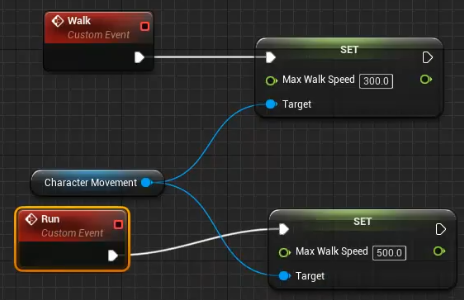 Walk
Custom Event
SET
Max Walk Speed 300.0
Target
Character Movement
Run
Custom Event
SET
Max Walk Speed 500.0
Target